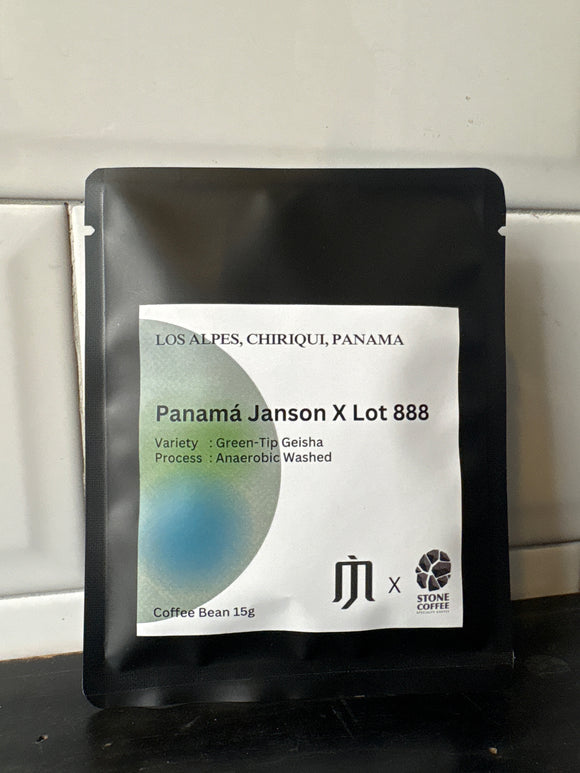 LOS ALPES, CHIRIQUI, PANAMA
Panamá Janson X Lot 888
Variety : Green-Tip Geisha
Process : Anaerobic Washed
X
STONE
COFFEE
Coffee Bean 15g